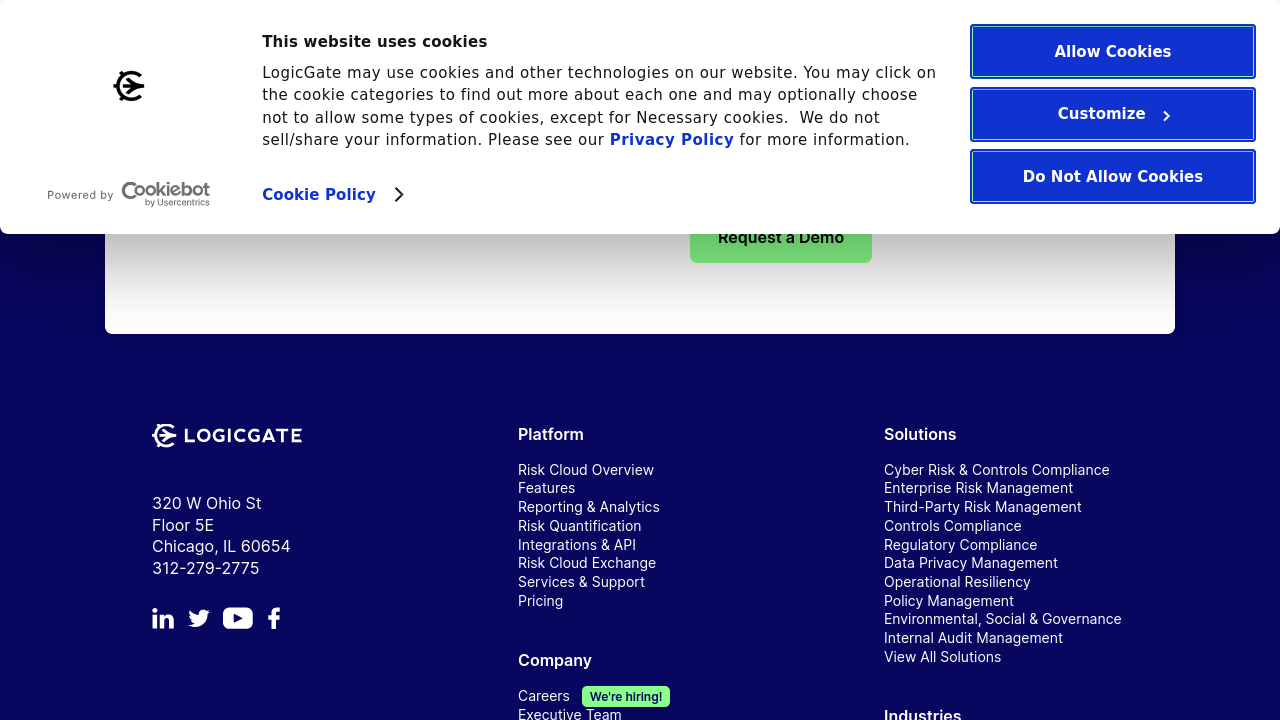 This website uses cookies
LogicGate may use cookies and other technologies on our website. You may click on
the cookie categories to find out more about each one and may optionally choose
not to allow some types of cookies, except for Necessary cookies.  We do not
sell/share your information. Please see our Privacy Policy for more information.
Cookie Policy
Powered by Cookiebot
by Usercentrics
Allow Cookies
Customize
Do Not Allow Cookies
Request a Demo
LOGICGATE
320 W Ohio St
Floor 5E
Chicago, IL 60654
312-279-2775
Platform
Risk Cloud Overview
Features
Reporting & Analytics
Risk Quantification
Integrations & API
Risk Cloud Exchange
Services & Support
Pricing
Company
Careers We're hiring!
Executive Team
Solutions
Cyber Risk & Controls Compliance
Enterprise Risk Management
Third-Party Risk Management
Controls Compliance
Regulatory Compliance
Data Privacy Management
Operational Resiliency
Policy Management
Environmental, Social & Governance
Internal Audit Management
View All Solutions
Industries